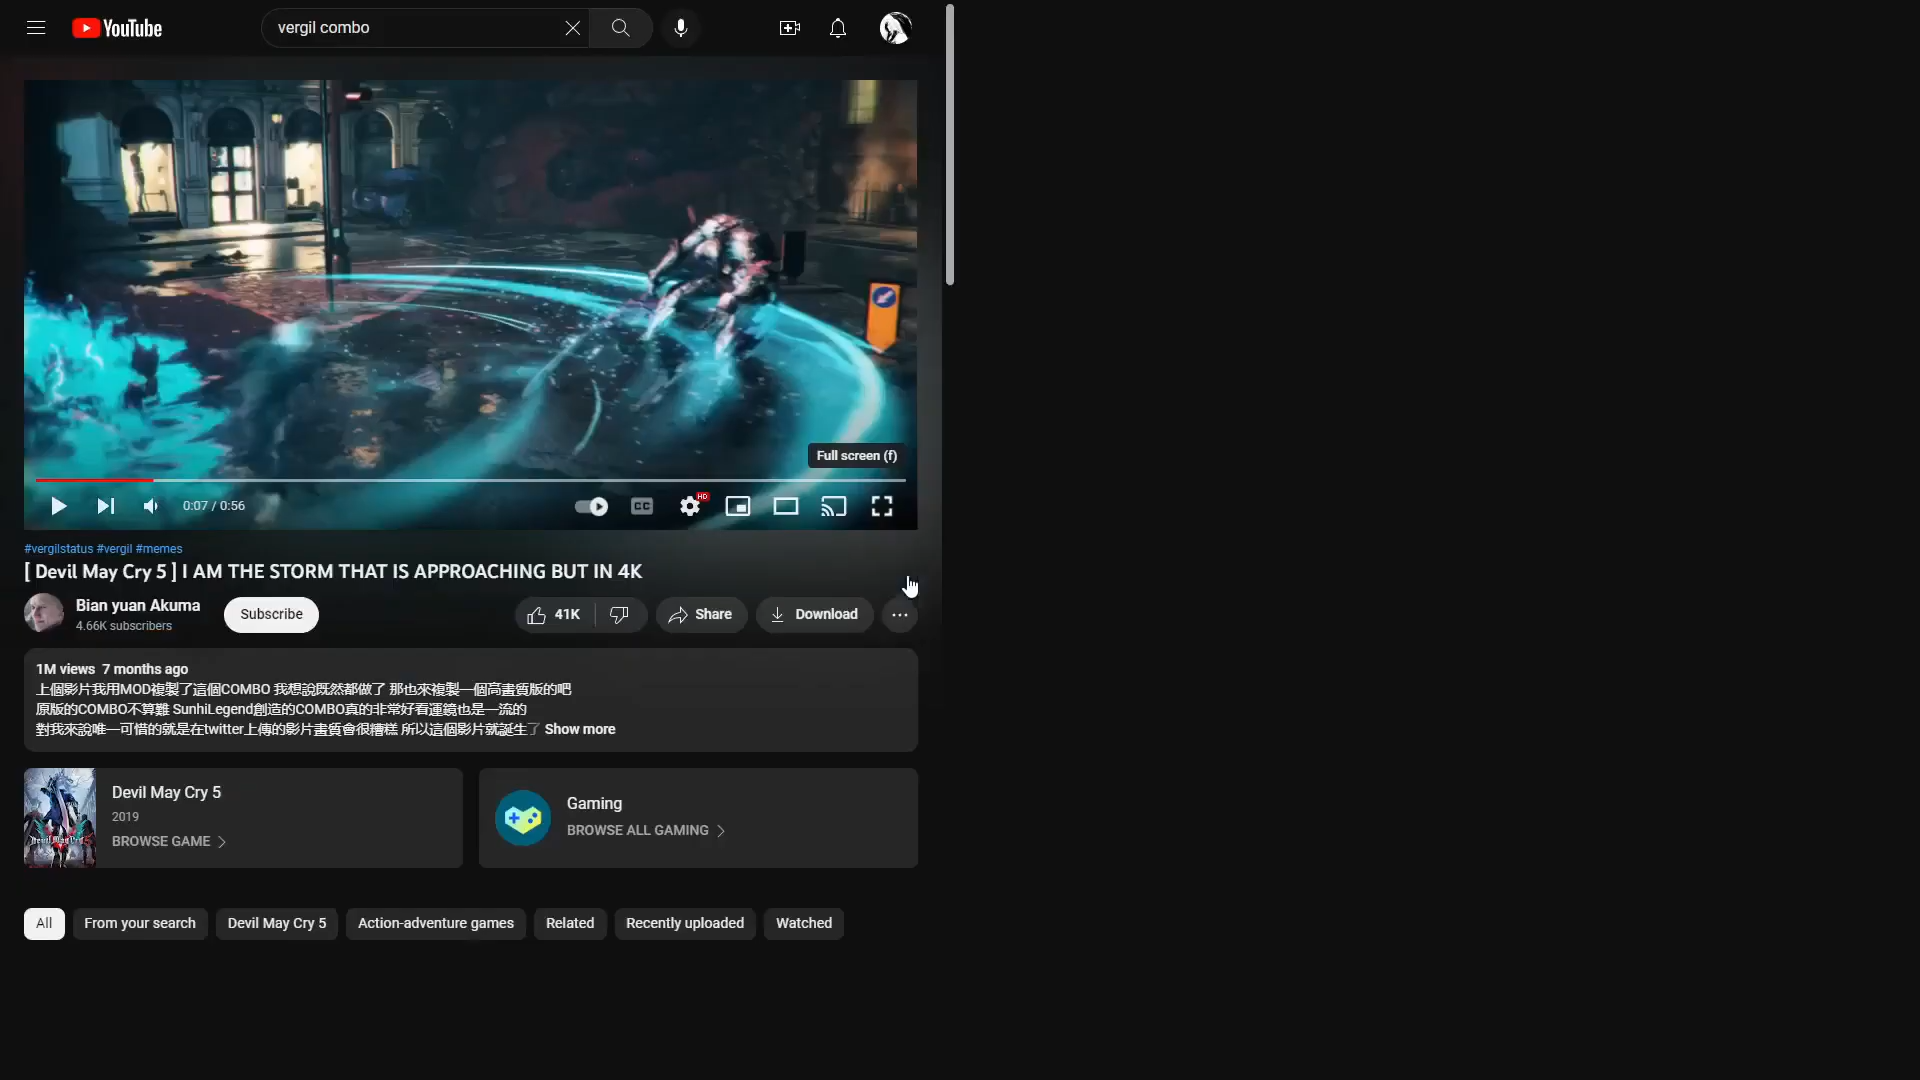 YouTube
vergil combo
Full screen (f)
0:07 / 0:56
CC
HD
#vergilstatus #vergil #memes
[ Devil May Cry 5 ] I AM THE STORM THAT IS APPROACHING BUT IN 4K
Bian yuan Akuma
4.66K subscribers
Subscribe
41K
Share
Download
1M views 7 months ago
上個影片我用MOD複製了這個COMBO 我想說既然都做了 那也來複製一個高畫質版的吧
原版的COMBO不算難 SunhiLegend創造的COMBO真的非常好看運鏡也是一流的
對我來說唯一可惜的就是在twitter上傳的影片畫質會很糟糕 所以這個影片就誕生了 Show more
Devil May Cry 5
2019
BROWSE GAME
Devil May Cry 5
Gaming
BROWSE ALL GAMING
All
From your search
Devil May Cry 5
Action-adventure games
Related
Recently uploaded
Watched